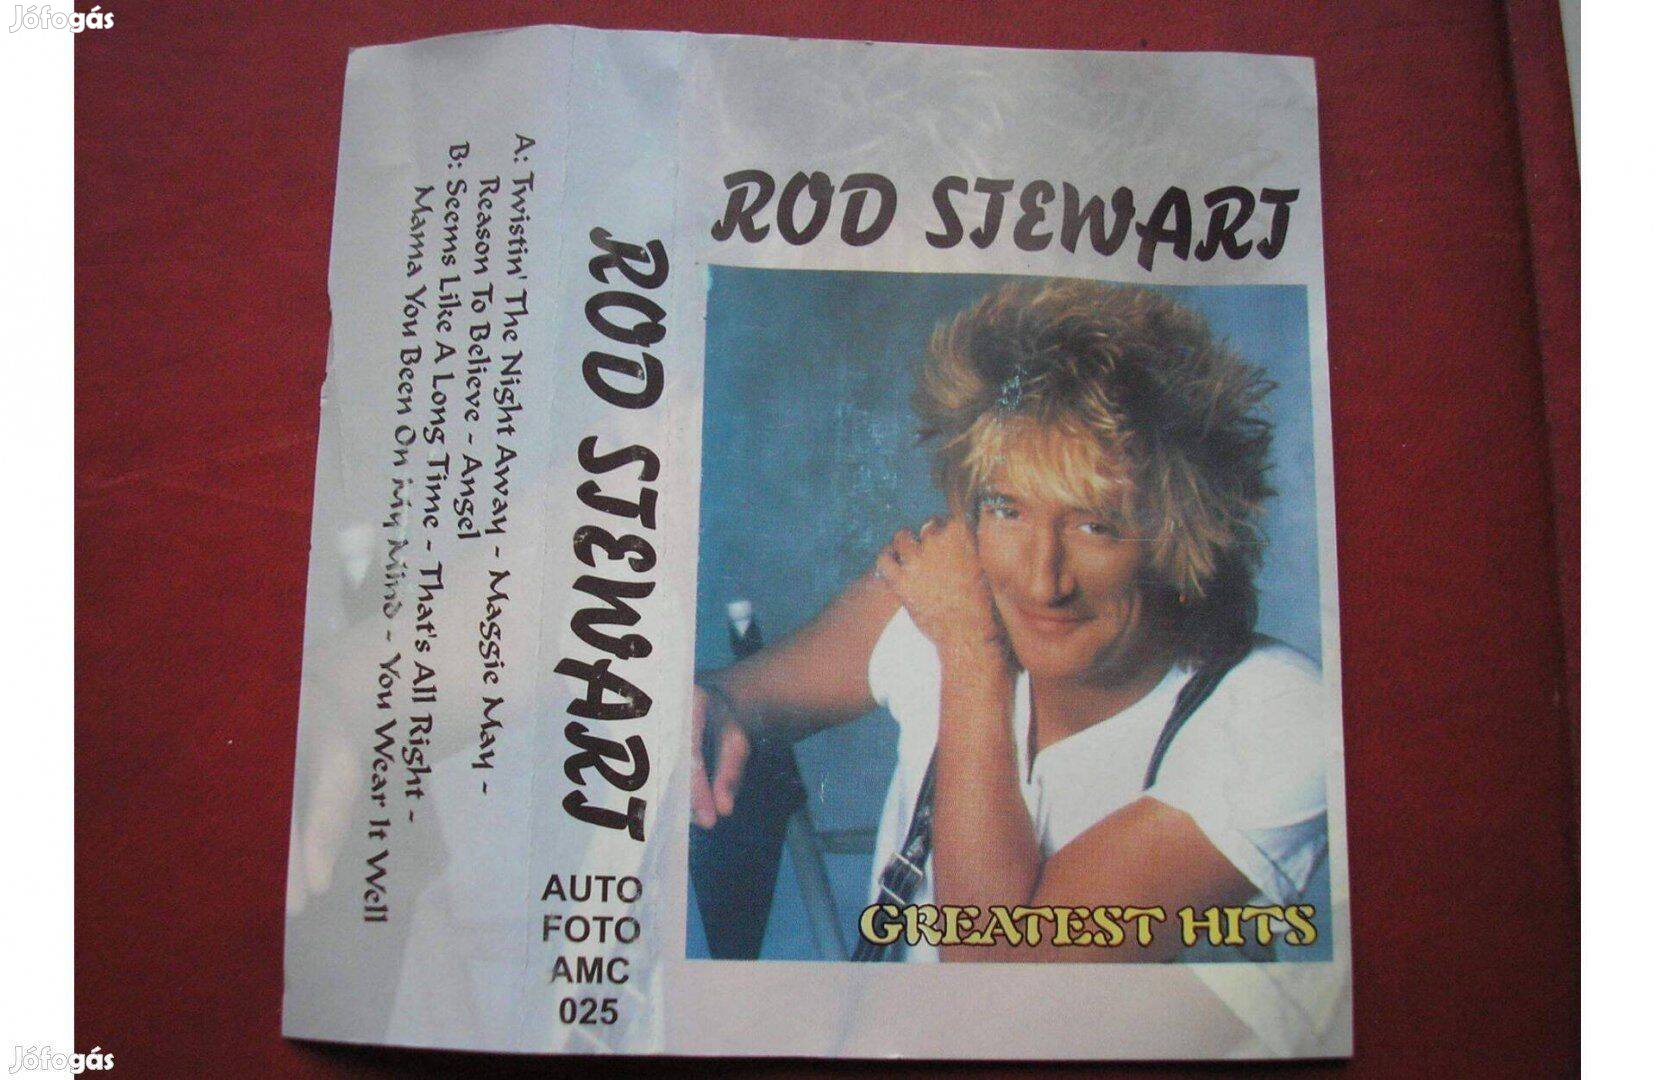 Jófogás
A: Twistin' The Night Away - Maggie May -
Reason To Believe - Angel
B: Seems Like A Long Time - That's All Right -
Mama You Been On My Mind - You Wear It Well
ROD STEWART
AUTO
FOTO
AMC
025
ROD STEWART
GREATEST HITS
Jófogás